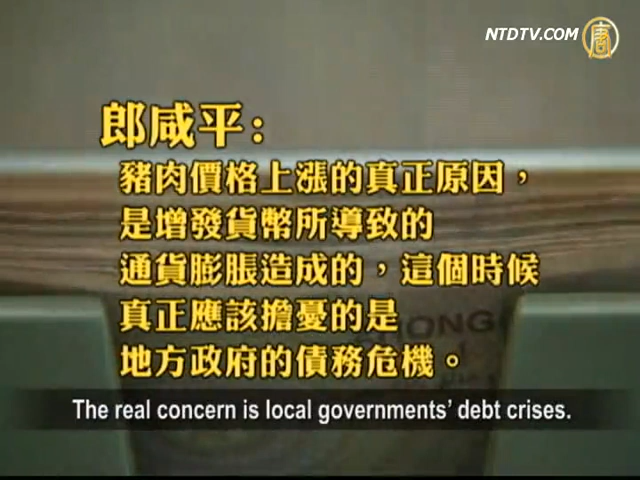 NTDTV.COM
唐
郎咸平:
豬肉價格上漲的真正原因,
是增發貨幣所導致的
通貨膨脹造成的,這個時候
真正應該擔憂的是
地方政府的債務危機。
The real concern is local governments' debt crises.